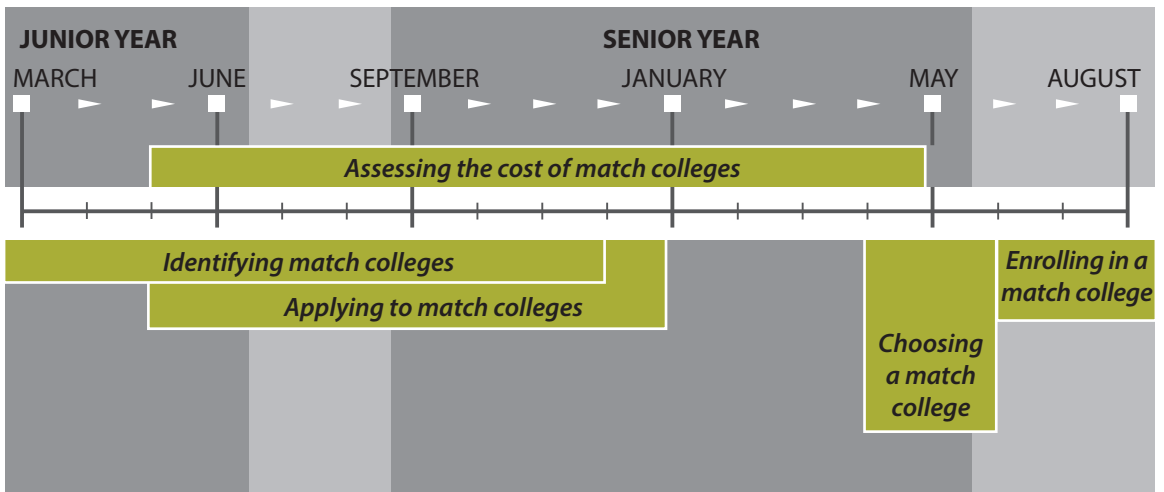 JUNIOR YEAR
SENIOR YEAR
MARCH
JUNE
SEPTEMBER
JANUARY
MAY
AUGUST
Assessing the cost of match colleges
Identifying match colleges
Applying to match colleges
Choosing
a match
college
Enrolling in a
match college